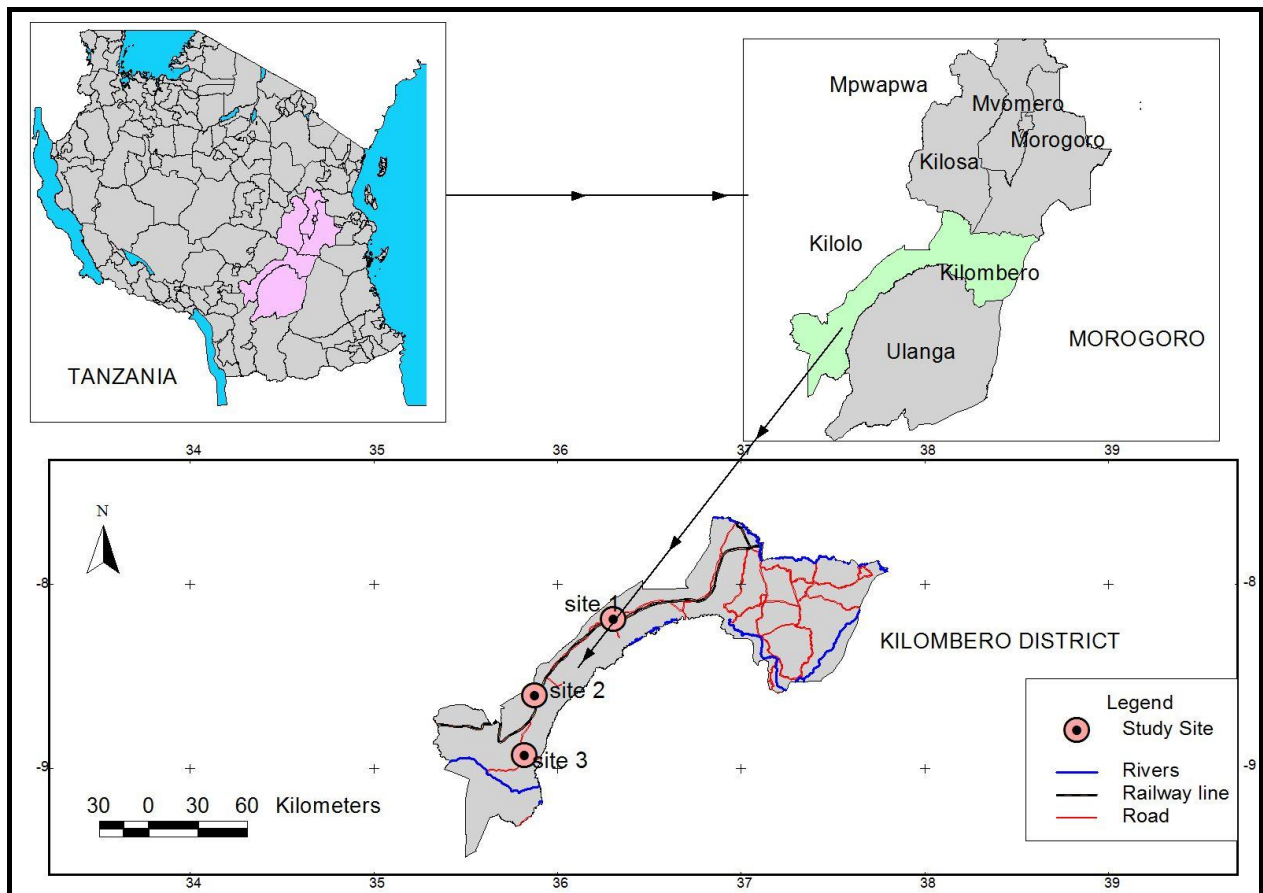 TANZANIA
Mpwapwa
Mvomero
Morogoro
Kilosa
Kilolo
Kilombero
Ulanga
MOROGORO
34 35 36 37 38 39
N
-8 -8
site 1
KILOMBERO DISTRICT
site 2
site 3
-9 -9
30 0 30 60 Kilometers
Legend
Study Site
Rivers
Railway line
Road
34 35 36 37 38 39